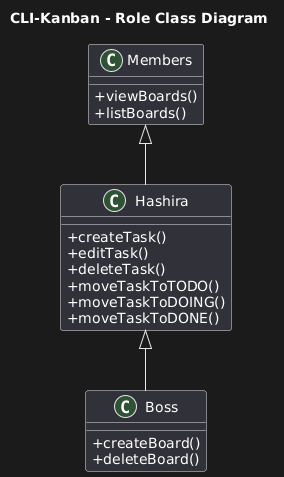 CLI-Kanban - Role Class Diagram
C Members
+viewBoards()
+listBoards()
C Hashira
+createTask()
+editTask()
+deleteTask()
+moveTaskToTODO()
+moveTaskToDOING()
+moveTaskToDONE()
C Boss
+createBoard()
+deleteBoard()